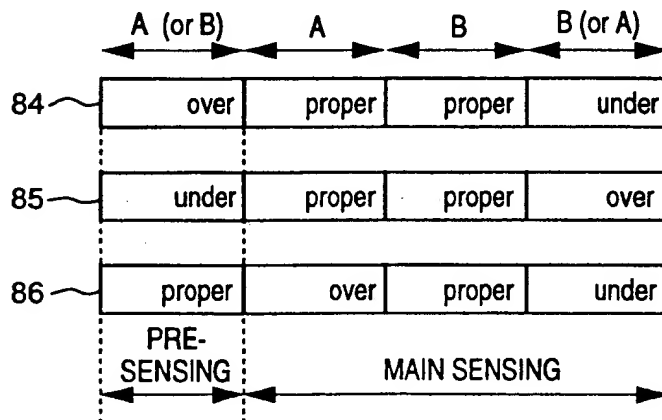 A (or B) A B B (or A)
84 over proper proper under
85 under proper proper over
86 proper over proper under
PRE-
SENSING MAIN SENSING